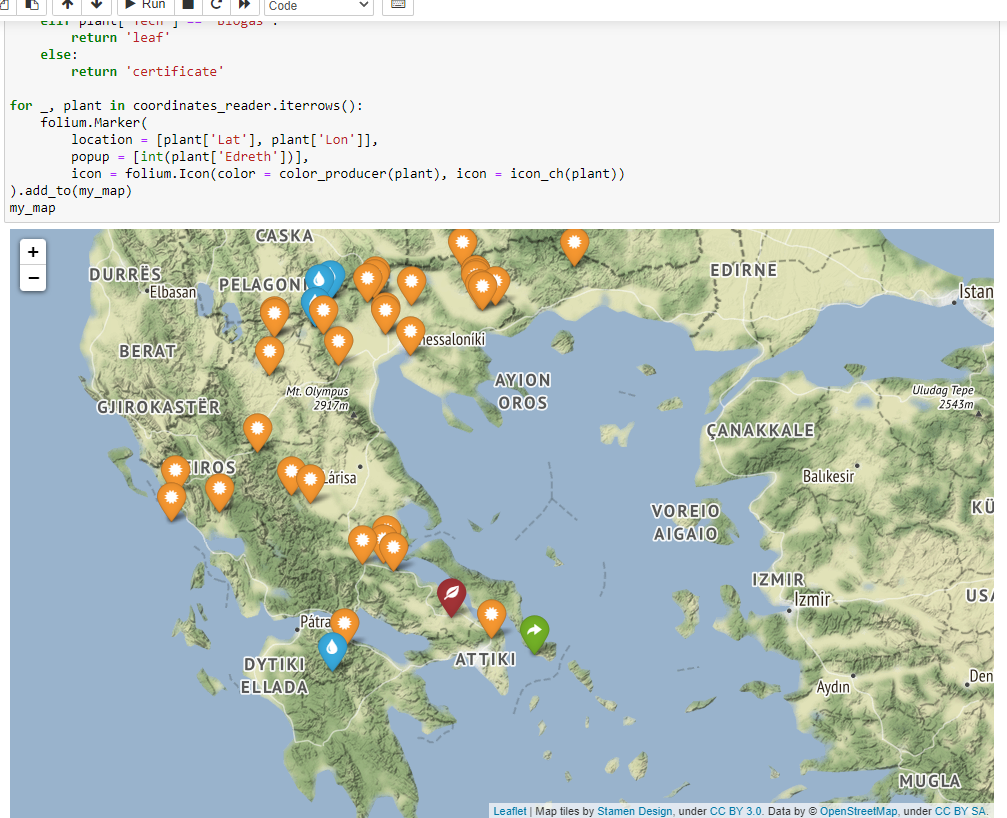 Run
Code
elif plant['Tech'] == 'Biogas':
return 'leaf'
else:
return 'certificate'
for _, plant in coordinates_reader.iterrows():
folium.Marker(
location = [plant['Lat'], plant['Lon']],
popup = [int(plant['Edreth'])],
icon = folium.Icon(color = color_producer(plant), icon = icon_ch(plant))
).add_to(my_map)
my_map
+
−
CASKA
DURRËS
Elbasan
PELAGONI
EDIRNE
Istan
BERAT
hessaloníki
Mt. Olympus
2917m
AYION
OROS
Uludag Tepe
2543m
GJIROKASTËR
ÇANAKKALE
EIROS
Lárisa
Balıkesir
VOREIO
AIGAIO
KÜ
IZMIR
Izmir
USA
Pátra
ATTIKI
DYTIKI
ELLADA
Aydın
Den
MUGLA
Leaflet | Map tiles by Stamen Design, under CC BY 3.0. Data by © OpenStreetMap, under CC BY SA.